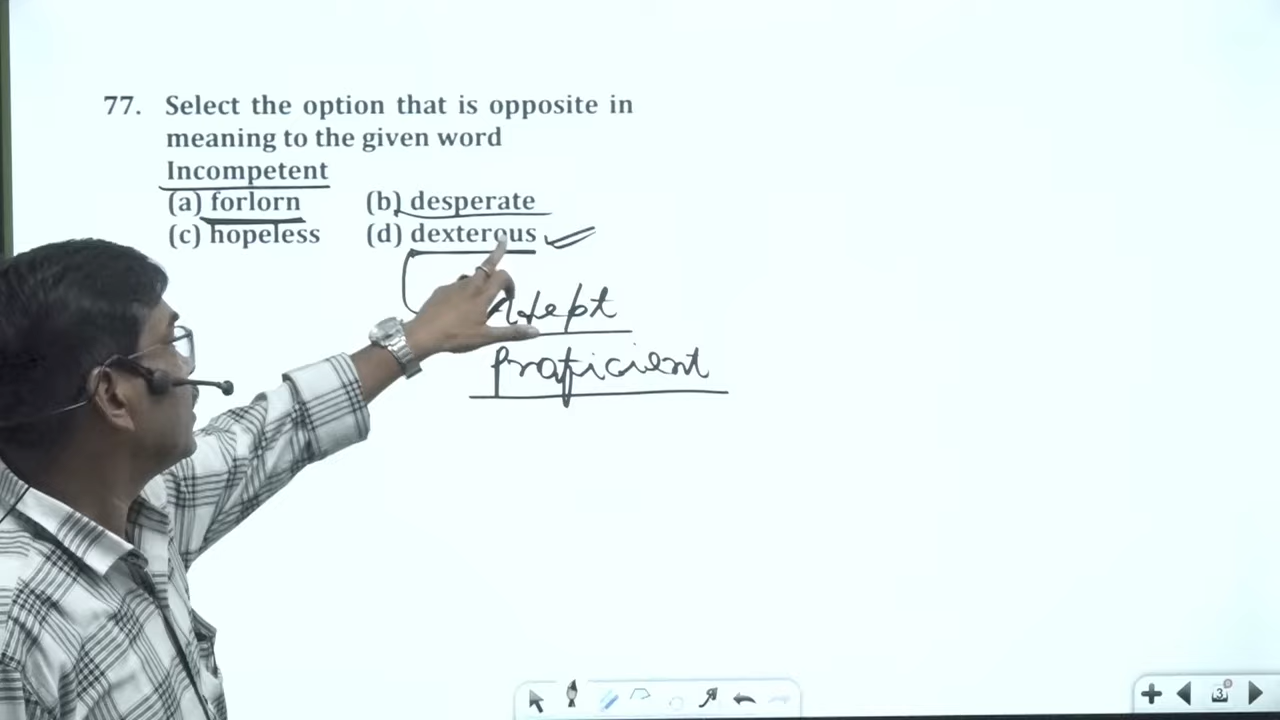 77. Select the option that is opposite in
meaning to the given word
Incompetent
(a) forlorn (b) desperate
(c) hopeless (d) dexterous
Adept
Proficient
3